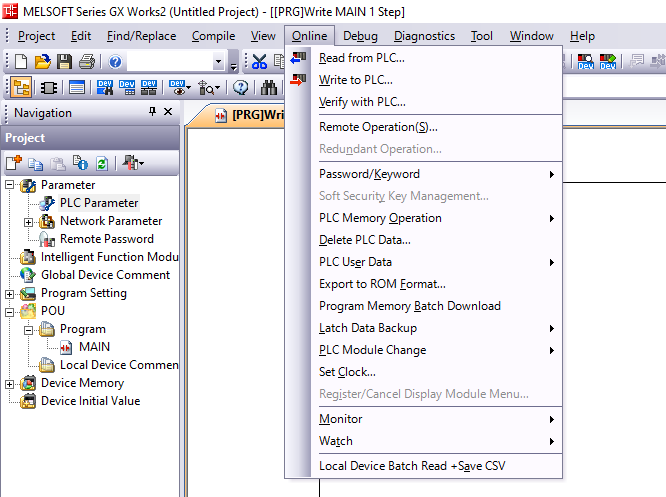 MELSOFT Series GX Works2 (Untitled Project) - [[PRG]Write MAIN 1 Step]
Project Edit Find/Replace Compile View Online Debug Diagnostics Tool Window Help
Navigation
[PRG]Wri
Project
Parameter
PLC Parameter
Network Parameter
Remote Password
Intelligent Function Modu
Global Device Comment
Program Setting
POU
Program
MAIN
Local Device Commen
Device Memory
Device Initial Value
Read from PLC...
Write to PLC...
Verify with PLC...
Remote Operation(S)...
Redundant Operation...
Password/Keyword
Soft Security Key Management...
PLC Memory Operation
Delete PLC Data...
PLC User Data
Export to ROM Format...
Program Memory Batch Download
Latch Data Backup
PLC Module Change
Set Clock...
Register/Cancel Display Module Menu...
Monitor
Watch
Local Device Batch Read +Save CSV